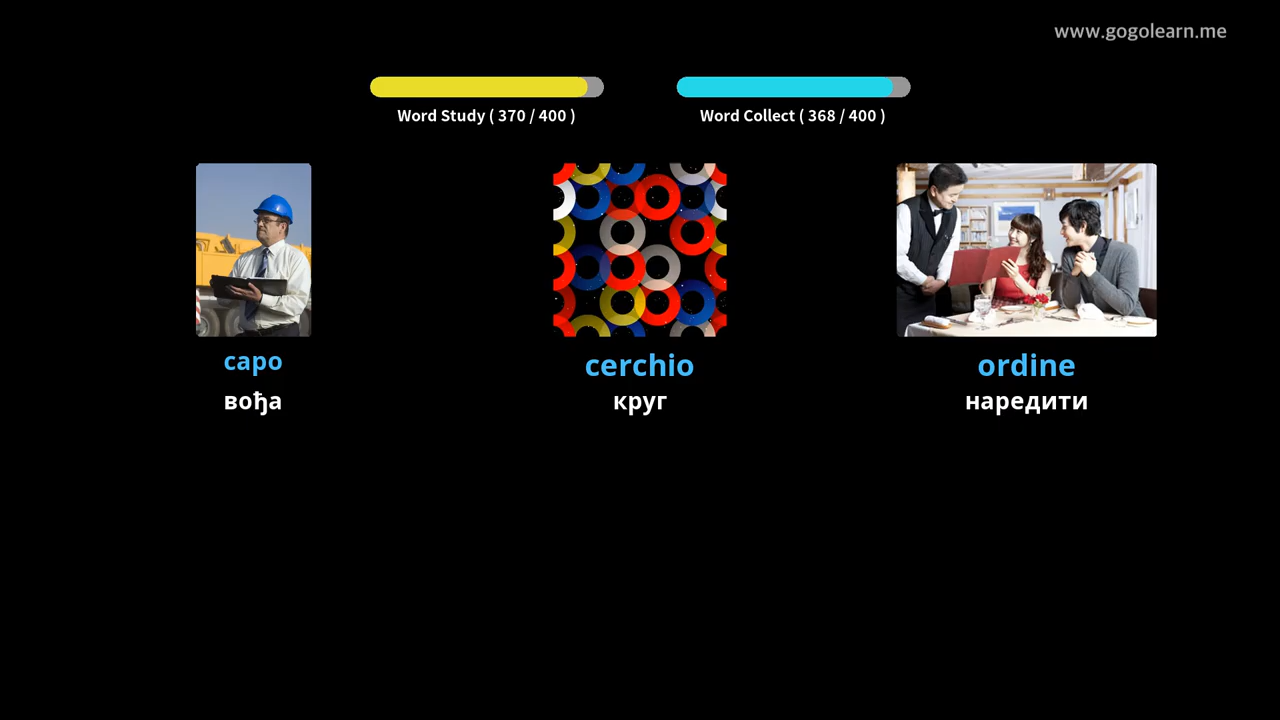 www.gogolearn.me
Word Study ( 370 / 400 )
Word Collect ( 368 / 400 )
capo
cerchio
ordine
вођа
круг
наредити